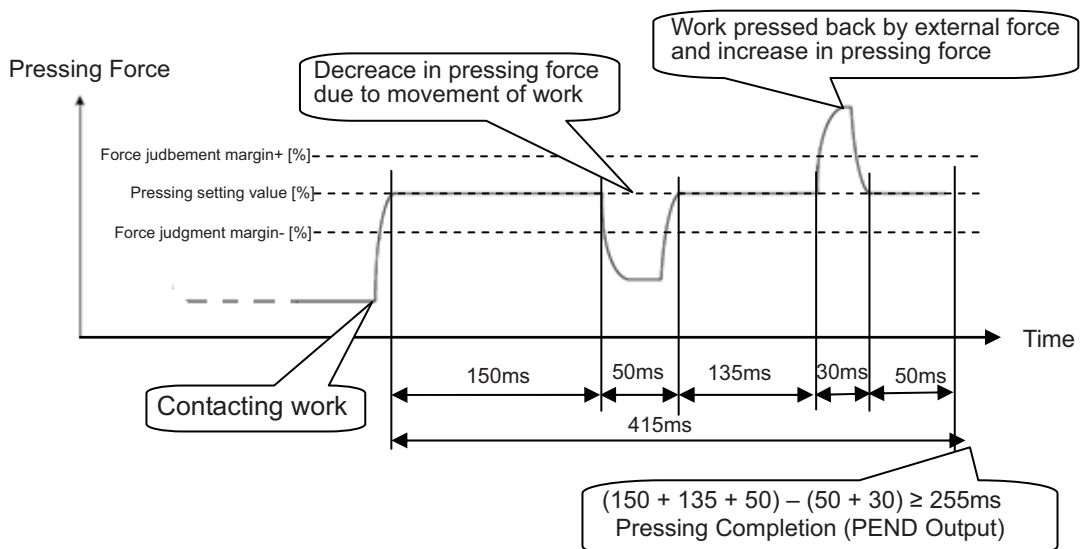 Work pressed back by external force
and increase in pressing force
Pressing Force
Decreace in pressing force
due to movement of work
Force judbement margin+ [%]
Pressing setting value [%]
Force judgment margin- [%]
Time
150ms
50ms
135ms
30ms
50ms
Contacting work
415ms
(150 + 135 + 50) – (50 + 30) ≥ 255ms
Pressing Completion (PEND Output)